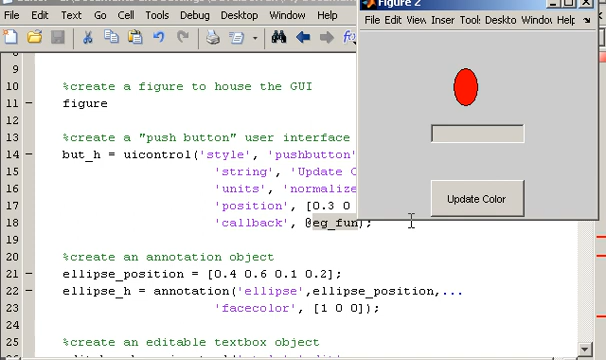 File Edit Text Go Cell Tools Debug Desktop Window Help
Figure 2
File Edit View Inser Tool Deskto Windo Help
9
10 %create a figure to house the GUI
11 figure
12
13 %create a "push button" user interface
14 but_h = uicontrol('style', 'pushbutton'
15 'string', 'Update C
16 'units', 'normalize
17 'position', [0.3 0
18 'callback', @eg_fun);
19
20 %create an annotation object
21 ellipse_position = [0.4 0.6 0.1 0.2];
22 ellipse_h = annotation('ellipse',ellipse_position,...
23 'facecolor', [1 0 0]);
24
25 %create an editable textbox object
Update Color